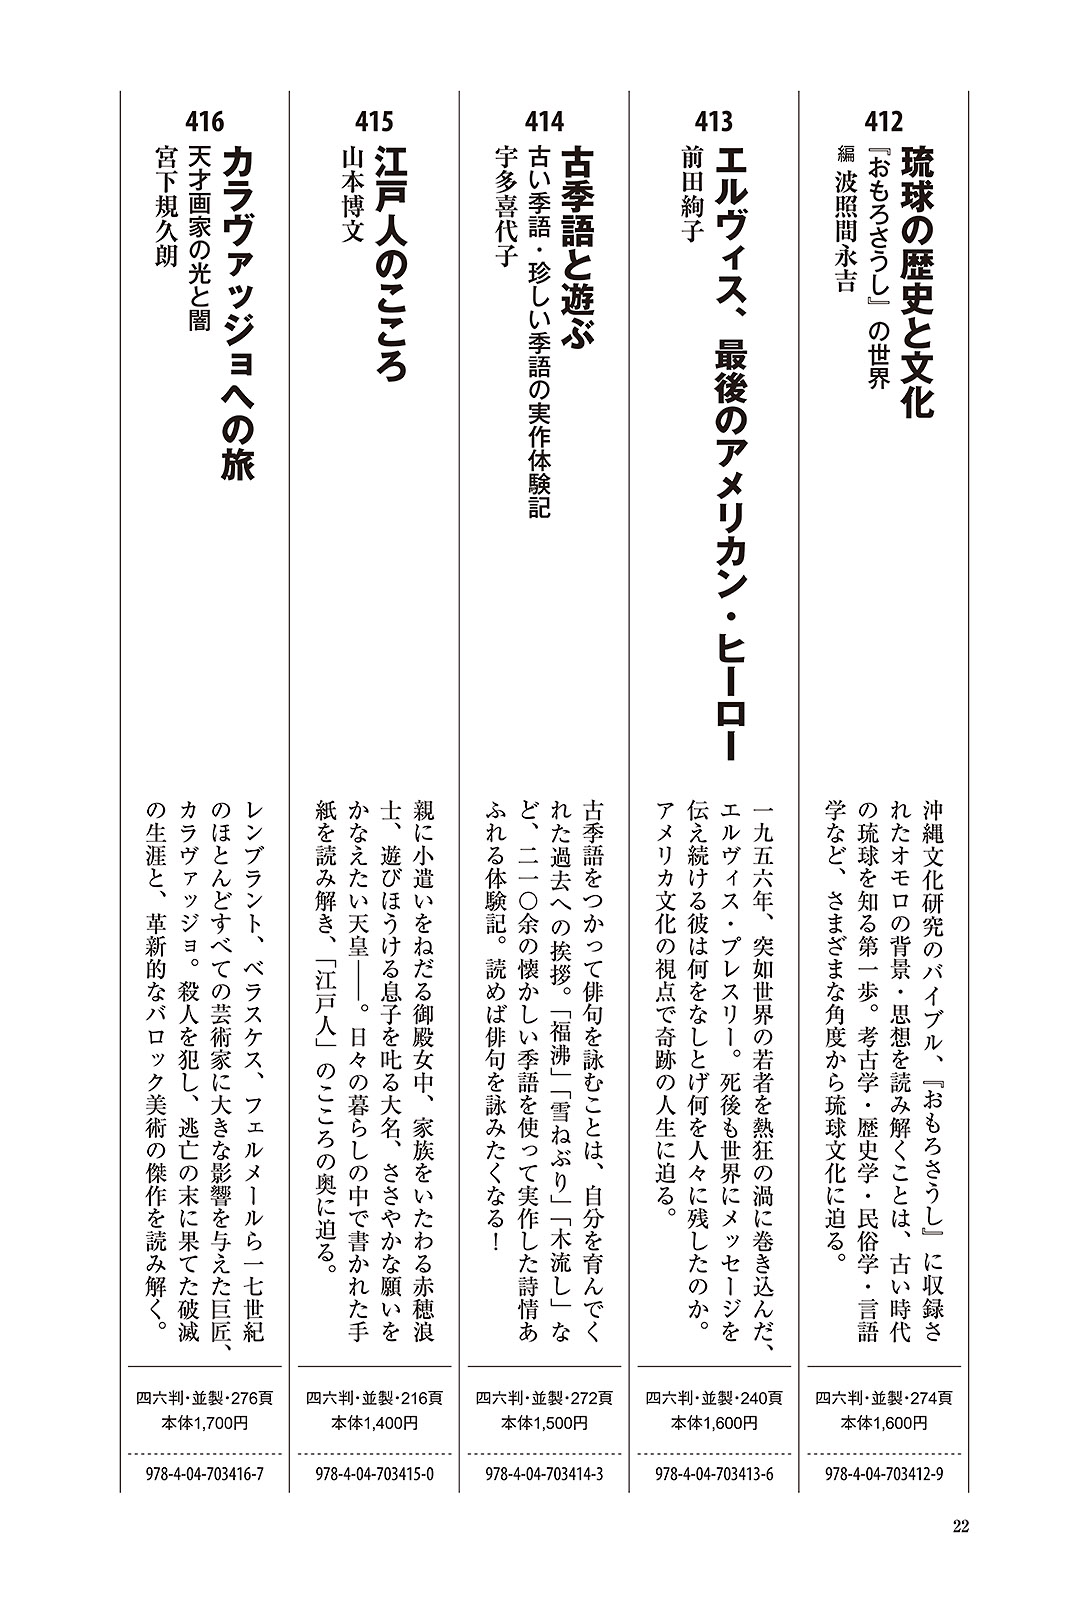 412
琉球の歴史と文化
『おもろさうし』の世界
編 波照間永吉
沖縄文化研究のバイブル、『おもろさうし』に収録さ
れたオモロの背景・思想を読み解くことは、古い時代
の琉球を知る第一歩。考古学・歴史学・民俗学・言語
学など、さまざまな角度から琉球文化に迫る。
四六判・並製・274頁
本体1,600円
978-4-04-703412-9
413
エルヴィス、最後のアメリカン・ヒーロー
前田絢子
一九五六年、突如世界の若者を熱狂の渦に巻き込んだ、
エルヴィス・プレスリー。死後も世界にメッセージを
伝え続ける彼は何をなしとげ何を人々に残したのか。
アメリカ文化の視点で奇跡の人生に迫る。
四六判・並製・240頁
本体1,600円
978-4-04-703413-6
414
古季語と遊ぶ
古い季語・珍しい季語の実作体験記
宇多喜代子
古季語をつかって俳句を詠むことは、自分を育んでく
れた過去への挨拶。「福沸」「雪ねぶり」「木流し」な
ど、二一〇余の懐かしい季語を使って実作した詩情あ
ふれる体験記。読めば俳句を詠みたくなる！
四六判・並製・272頁
本体1,500円
978-4-04-703414-3
415
江戸人のこころ
山本博文
親に小遣いをねだる御殿女中、家族をいたわる赤穂浪
士、遊びほうける息子を叱る大名、ささやかな願いを
かなえたい天皇――。日々の暮らしの中で書かれた手
紙を読み解き、「江戸人」のこころの奥に迫る。
四六判・並製・216頁
本体1,400円
978-4-04-703415-0
416
カラヴァッジョへの旅
天才画家の光と闇
宮下規久朗
レンブラント、ベラスケス、フェルメールら一七世紀
のほとんどすべての芸術家に大きな影響を与えた巨匠、
カラヴァッジョ。殺人を犯し、逃亡の末に果てた破滅
の生涯と、革新的なバロック美術の傑作を読み解く。
四六判・並製・276頁
本体1,700円
978-4-04-703416-7
22